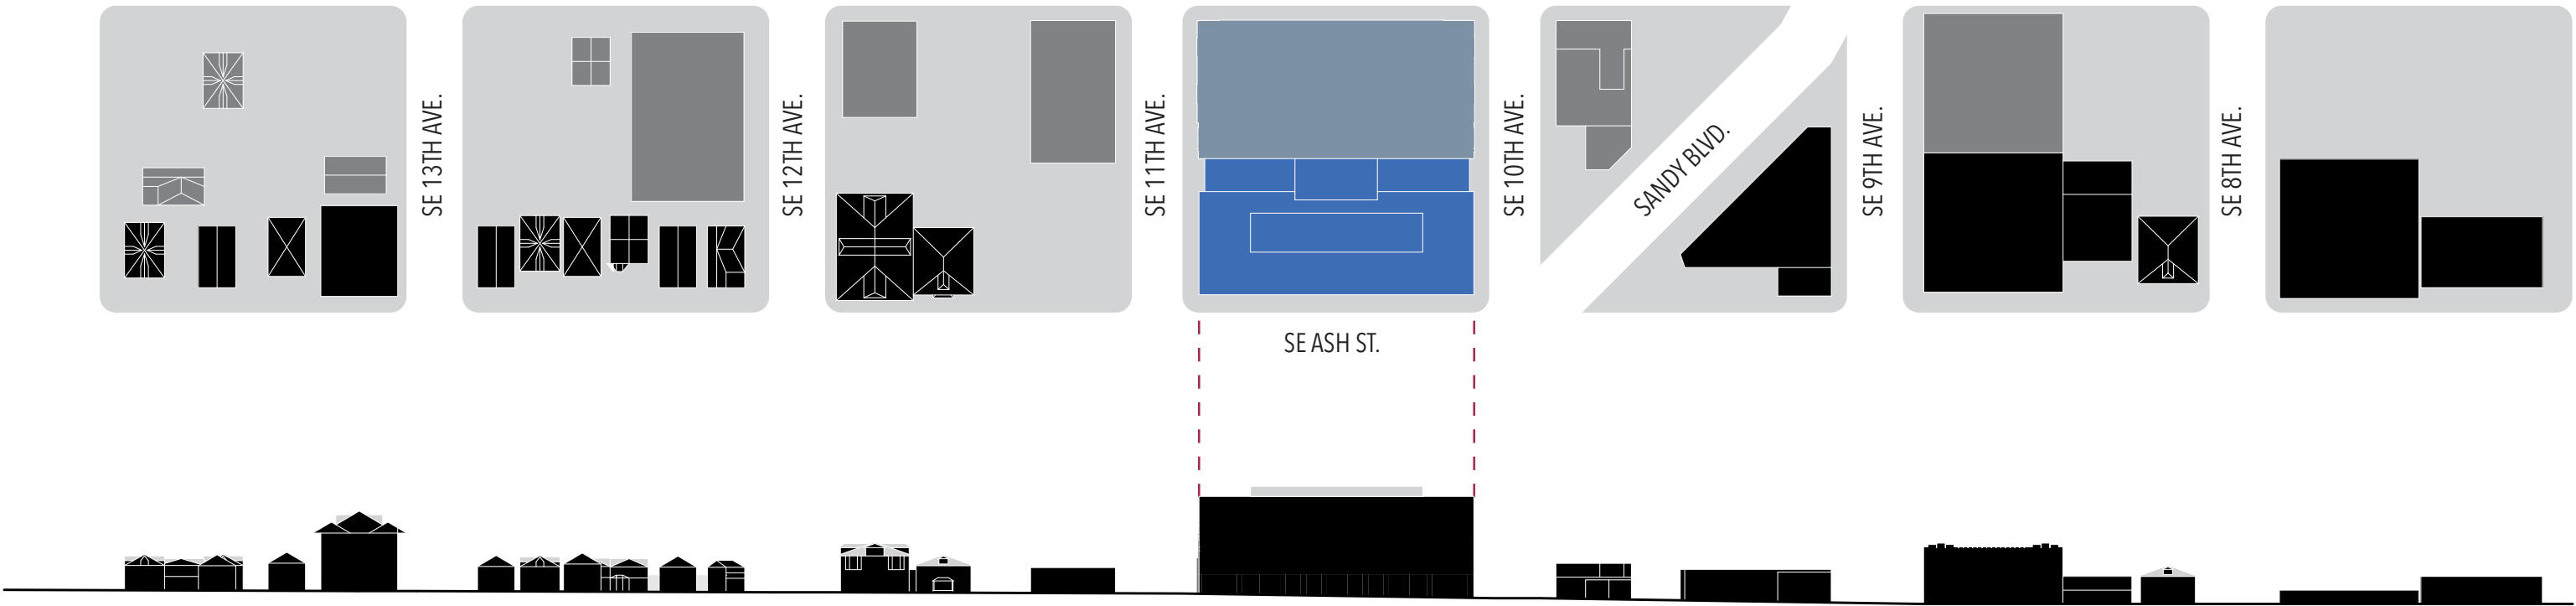 SE 13TH AVE.
SE 12TH AVE.
SE 11TH AVE.
SE 10TH AVE.
SANDY BLVD.
SE 9TH AVE.
SE 8TH AVE.
SE ASH ST.